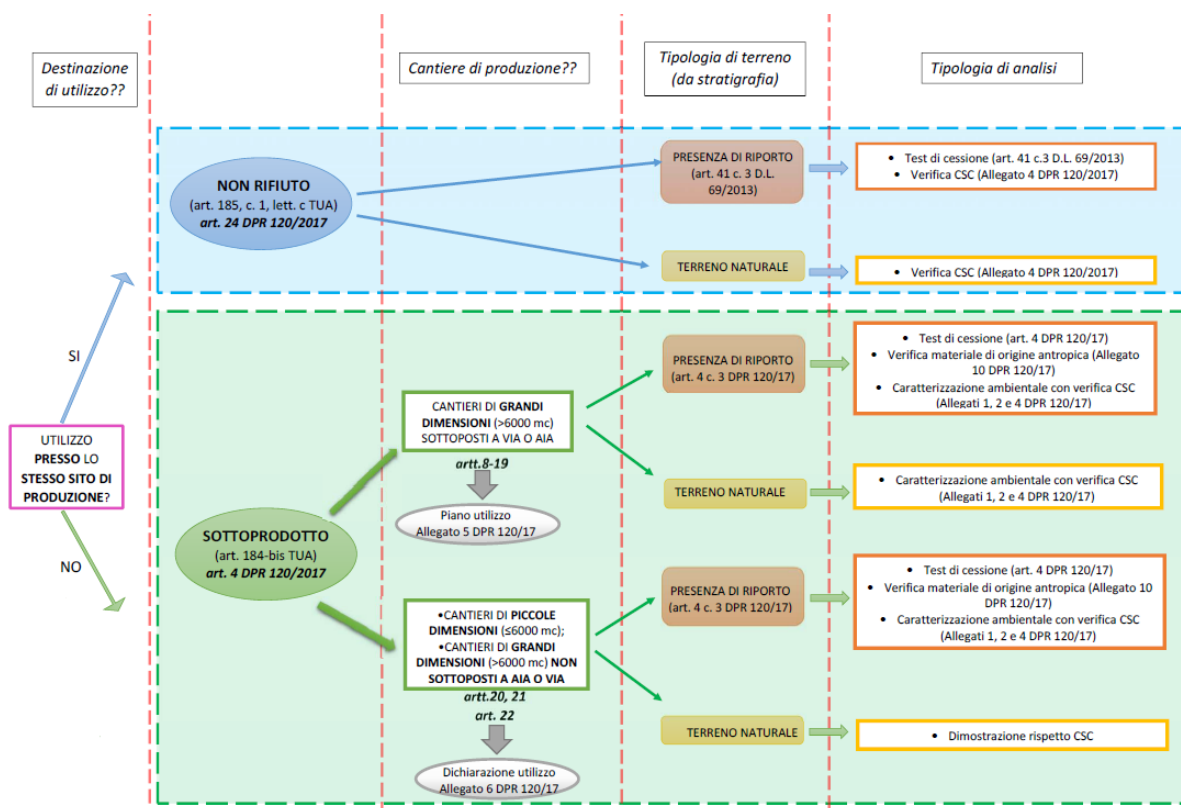 Destinazione
di utilizzo??
Cantiere di produzione??
Tipologia di terreno
(da stratigrafia)
Tipologia di analisi
NON RIFIUTO
(art. 185, c. 1, lett. c TUA)
art. 24 DPR 120/2017
PRESENZA DI RIPORTO
(art. 41 c. 3 D.L.
69/2013)
• Test di cessione (art. 41 c.3 D.L. 69/2013)
• Verifica CSC (Allegato 4 DPR 120/2017)
TERRENO NATURALE
• Verifica CSC (Allegato 4 DPR 120/2017)
SI
UTILIZZO
PRESSO LO
STESSO SITO DI
PRODUZIONE?
NO
SOTTOPRODOTTO
(art. 184-bis TUA)
art. 4 DPR 120/2017
CANTIERI DI GRANDI
DIMENSIONI (>6000 mc)
SOTTOPOSTI A VIA O AIA
artt.8-19
Piano utilizzo
Allegato 5 DPR 120/17
PRESENZA DI RIPORTO
(art. 4 c. 3 DPR 120/17)
• Test di cessione (art. 4 DPR 120/17)
• Verifica materiale di origine antropica (Allegato
10 DPR 120/17)
• Caratterizzazione ambientale con verifica CSC
(Allegati 1, 2 e 4 DPR 120/17)
TERRENO NATURALE
• Caratterizzazione ambientale con verifica CSC
(Allegati 1, 2 e 4 DPR 120/17)
•CANTIERI DI PICCOLE
DIMENSIONI (≤6000 mc);
•CANTIERI DI GRANDI
DIMENSIONI (>6000 mc) NON
SOTTOPOSTI A AIA O VIA
artt.20, 21
art. 22
Dichiarazione utilizzo
Allegato 6 DPR 120/17
PRESENZA DI RIPORTO
(art. 4 c. 3 DPR 120/17)
• Test di cessione (art. 4 DPR 120/17)
• Verifica materiale di origine antropica (Allegato 10
DPR 120/17)
• Caratterizzazione ambientale con verifica CSC
(Allegati 1, 2 e 4 DPR 120/17)
TERRENO NATURALE
• Dimostrazione rispetto CSC